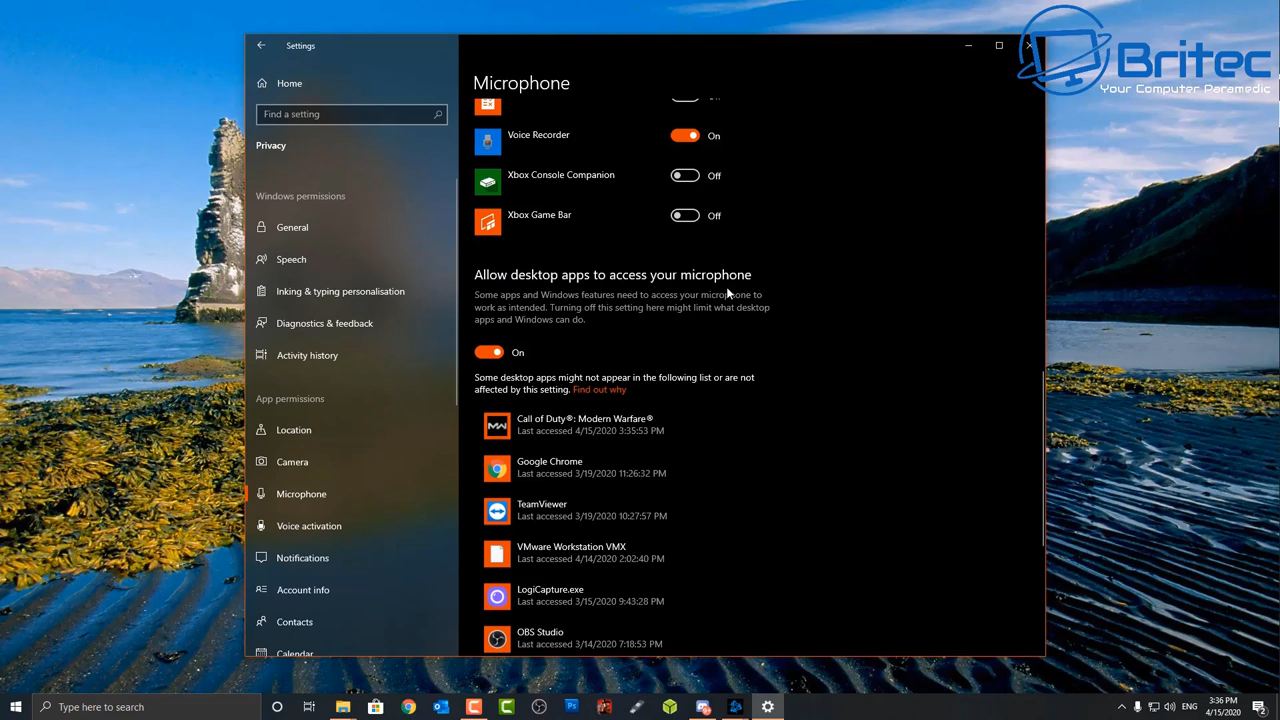 Settings
Home
Find a setting
Privacy
Windows permissions
General
Speech
Inking & typing personalisation
Diagnostics & feedback
Activity history
App permissions
Location
Camera
Microphone
Voice activation
Notifications
Account info
Contacts
Calendar
Microphone
Voice Recorder
On
Xbox Console Companion
Off
Xbox Game Bar
Off
Allow desktop apps to access your microphone
Some apps and Windows features need to access your microphone to
work as intended. Turning off this setting here might limit what desktop
apps and Windows can do.
On
Some desktop apps might not appear in the following list or are not
affected by this setting. Find out why
Call of Duty®: Modern Warfare®
Last accessed 4/15/2020 3:35:53 PM
Google Chrome
Last accessed 3/19/2020 11:26:32 PM
TeamViewer
Last accessed 3/19/2020 10:27:57 PM
VMware Workstation VMX
Last accessed 4/14/2020 2:02:40 PM
LogiCapture.exe
Last accessed 3/15/2020 9:43:28 PM
OBS Studio
Last accessed 3/14/2020 7:18:53 PM
Britec
Your Computer Paramedic
Type here to search
Ps
ENG
3:36 PM
4/15/2020
2